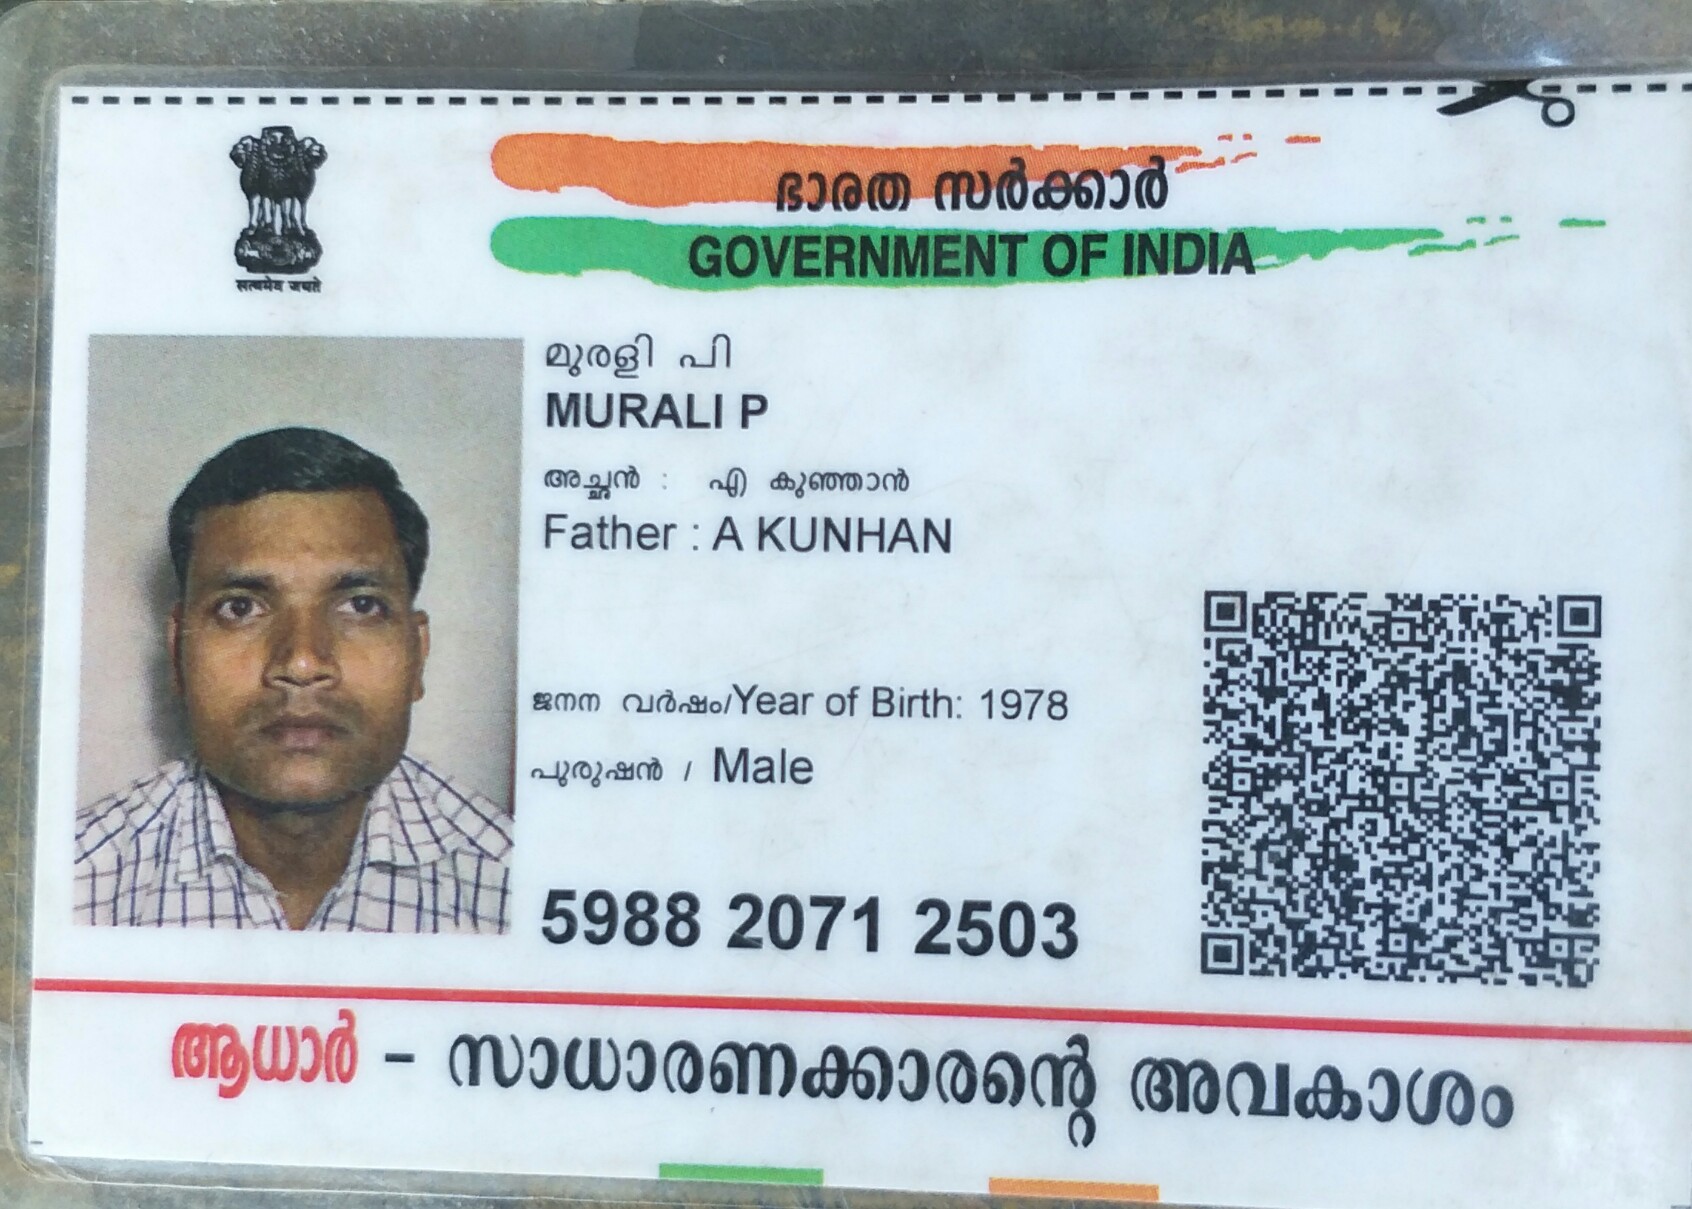 ഭാരത സർക്കാർ
GOVERNMENT OF INDIA
सत्यमेव जयते
മുരളി പി
MURALI P
അച്ഛൻ : എ കുഞ്ഞാൻ
Father : A KUNHAN
ജനന വർഷം/Year of Birth: 1978
പുരുഷൻ / Male
5988 2071 2503
ആധാർ - സാധാരണക്കാരന്റെ അവകാശം